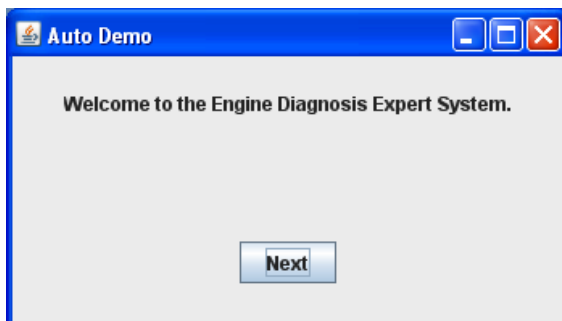 Auto Demo
Welcome to the Engine Diagnosis Expert System.
Next